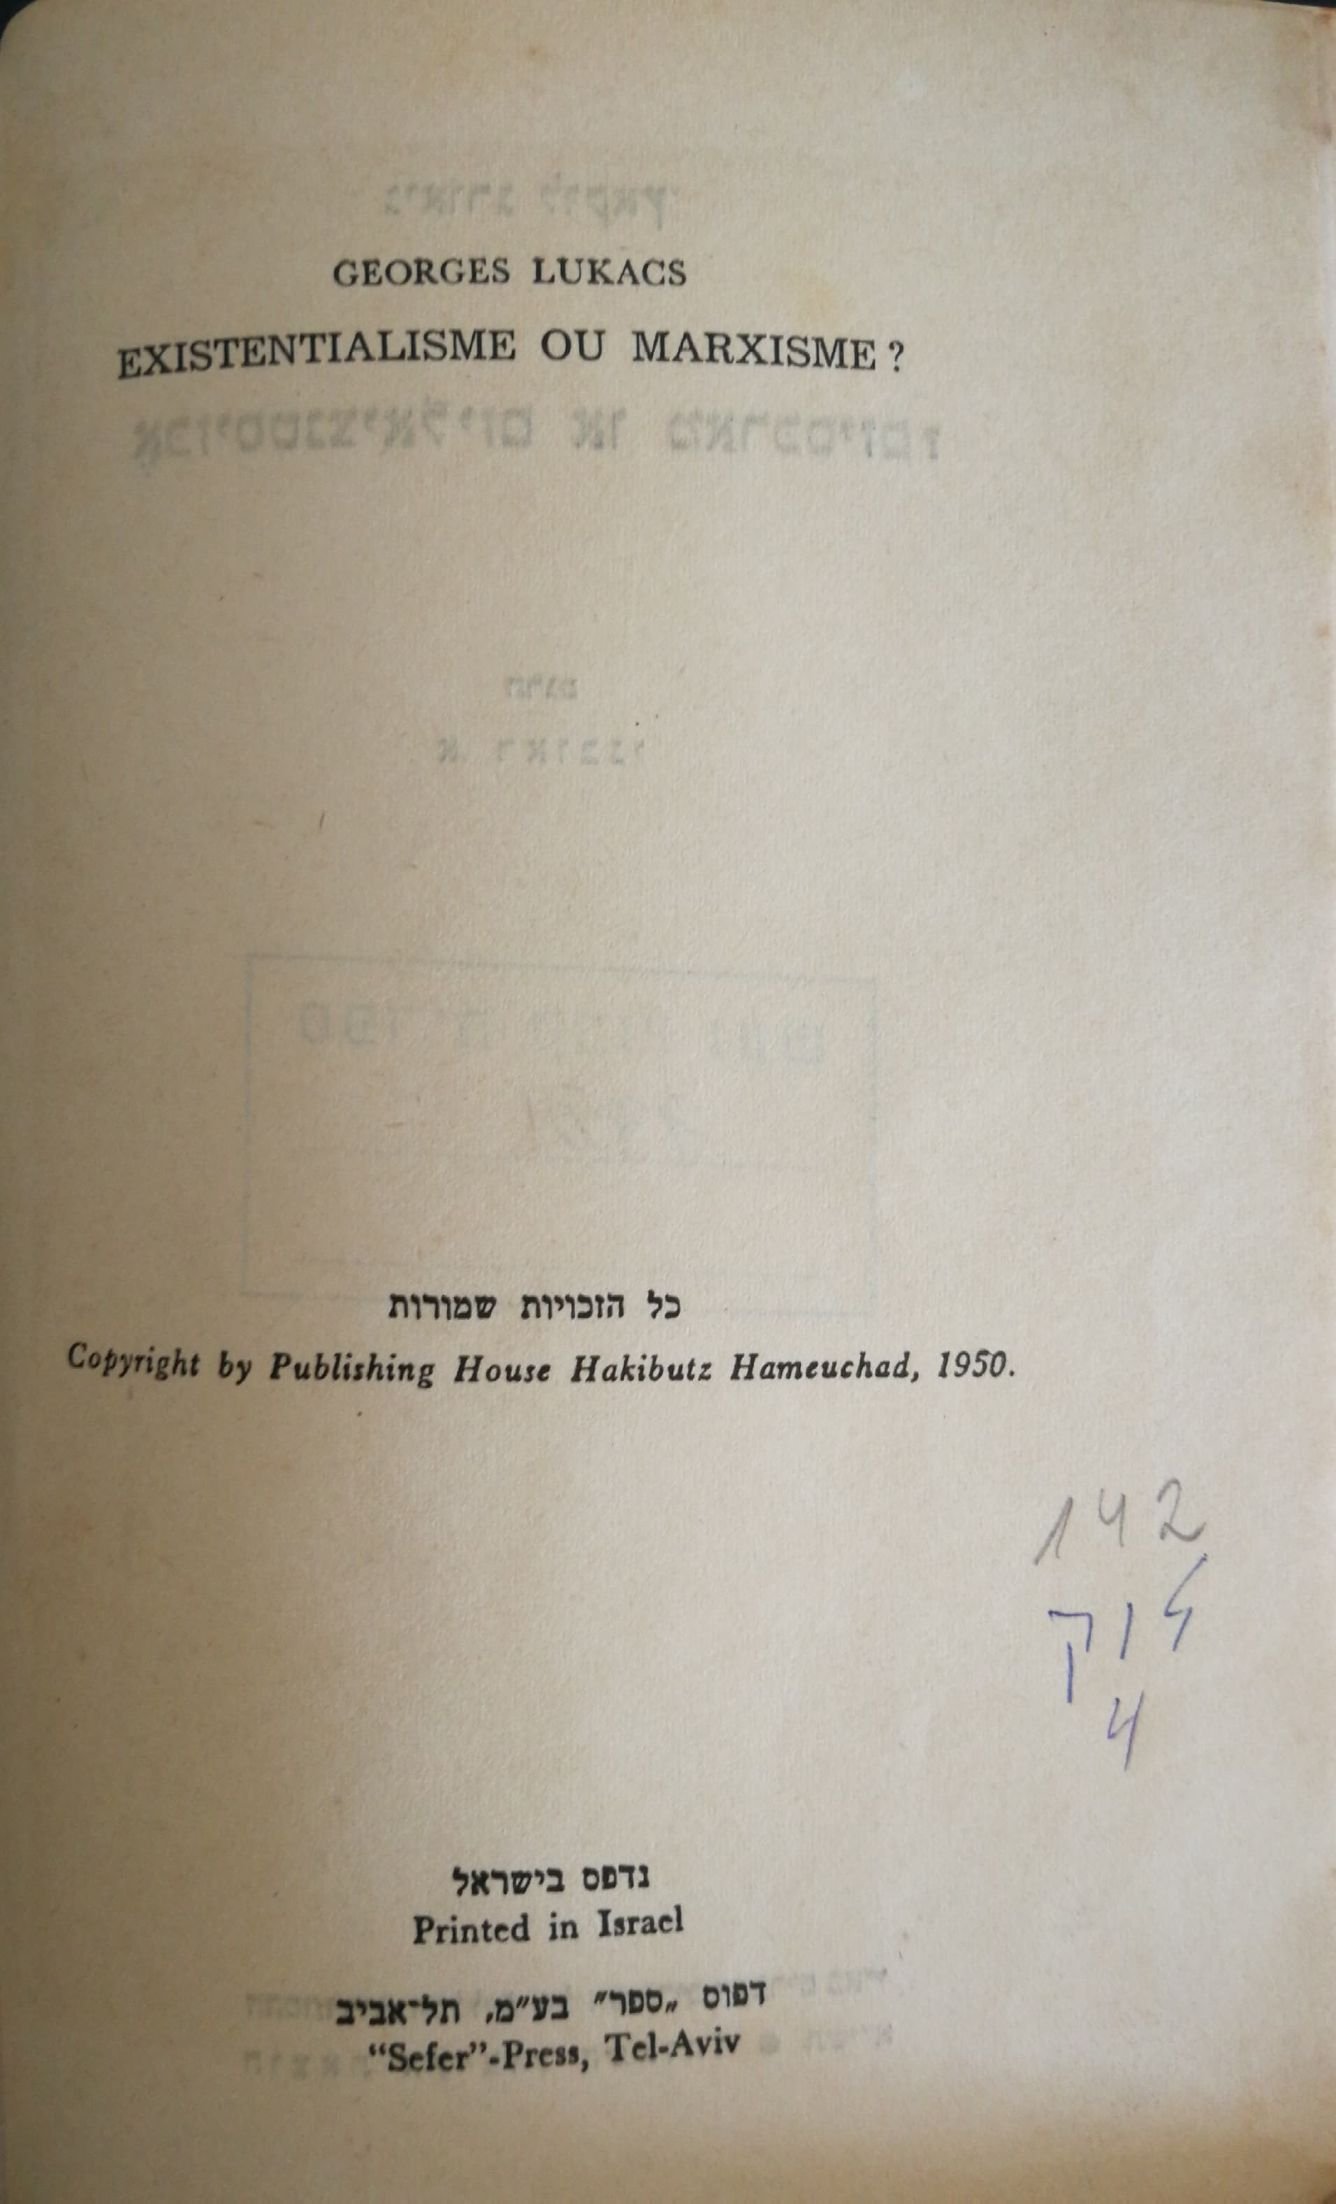 GEORGES LUKACS
EXISTENTIALISME OU MARXISME ?
כל הזכויות שמורות
Copyright by Publishing House Hakibutz Hameuchad, 1950.
142
לוק
4
נדפס בישראל
Printed in Israel
דפוס „ספר״ בע״מ, תל־אביב
“Sefer”-Press, Tel-Aviv